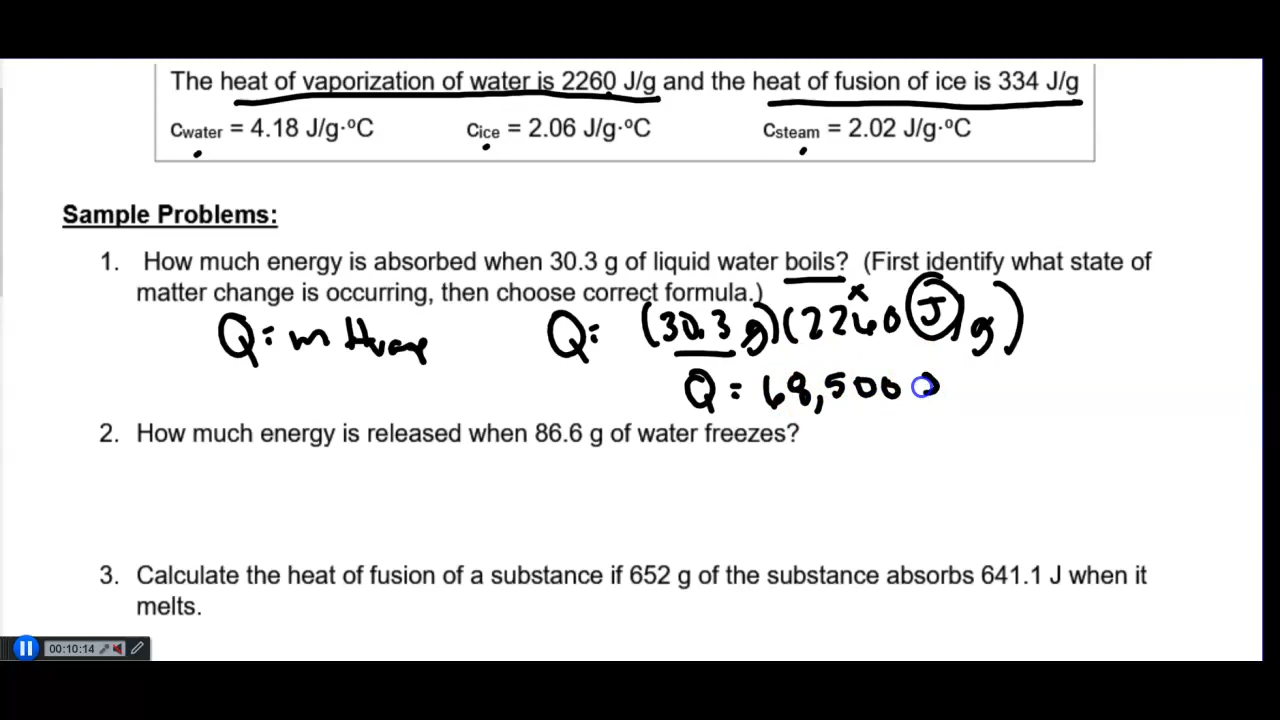 The heat of vaporization of water is 2260 J/g and the heat of fusion of ice is 334 J/g
cwater = 4.18 J/g·ºC cice = 2.06 J/g·ºC csteam = 2.02 J/g·ºC
Sample Problems:
1. How much energy is absorbed when 30.3 g of liquid water boils? (First identify what state of
matter change is occurring, then choose correct formula.)
Q = m Hvap Q = (30.3 g)(2260 J/g)
Q = 68,500
2. How much energy is released when 86.6 g of water freezes?
3. Calculate the heat of fusion of a substance if 652 g of the substance absorbs 641.1 J when it
melts.
00:10:14